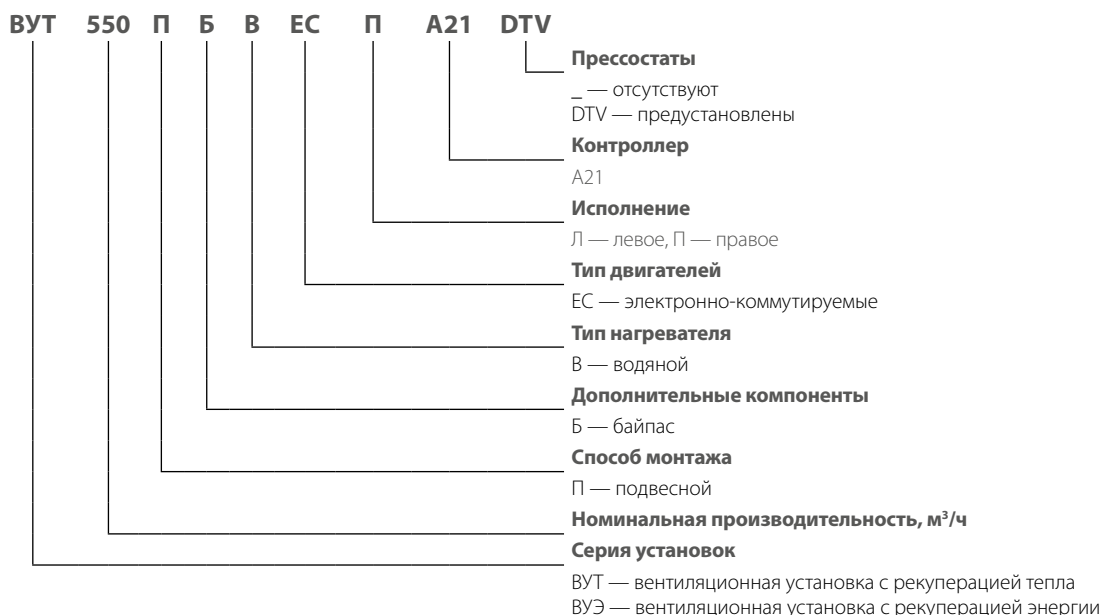 ВУТ 550 П Б В ЕС П А21 DTV
Прессостаты
_ — отсутствуют
DTV — предустановлены
Контроллер
А21
Исполнение
Л — левое, П — правое
Тип двигателей
ЕС — электронно-коммутируемые
Тип нагревателя
В — водяной
Дополнительные компоненты
Б — байпас
Способ монтажа
П — подвесной
Номинальная производительность, м³/ч
Серия установок
ВУТ — вентиляционная установка с рекуперацией тепла
ВУЭ — вентиляционная установка с рекуперацией энергии